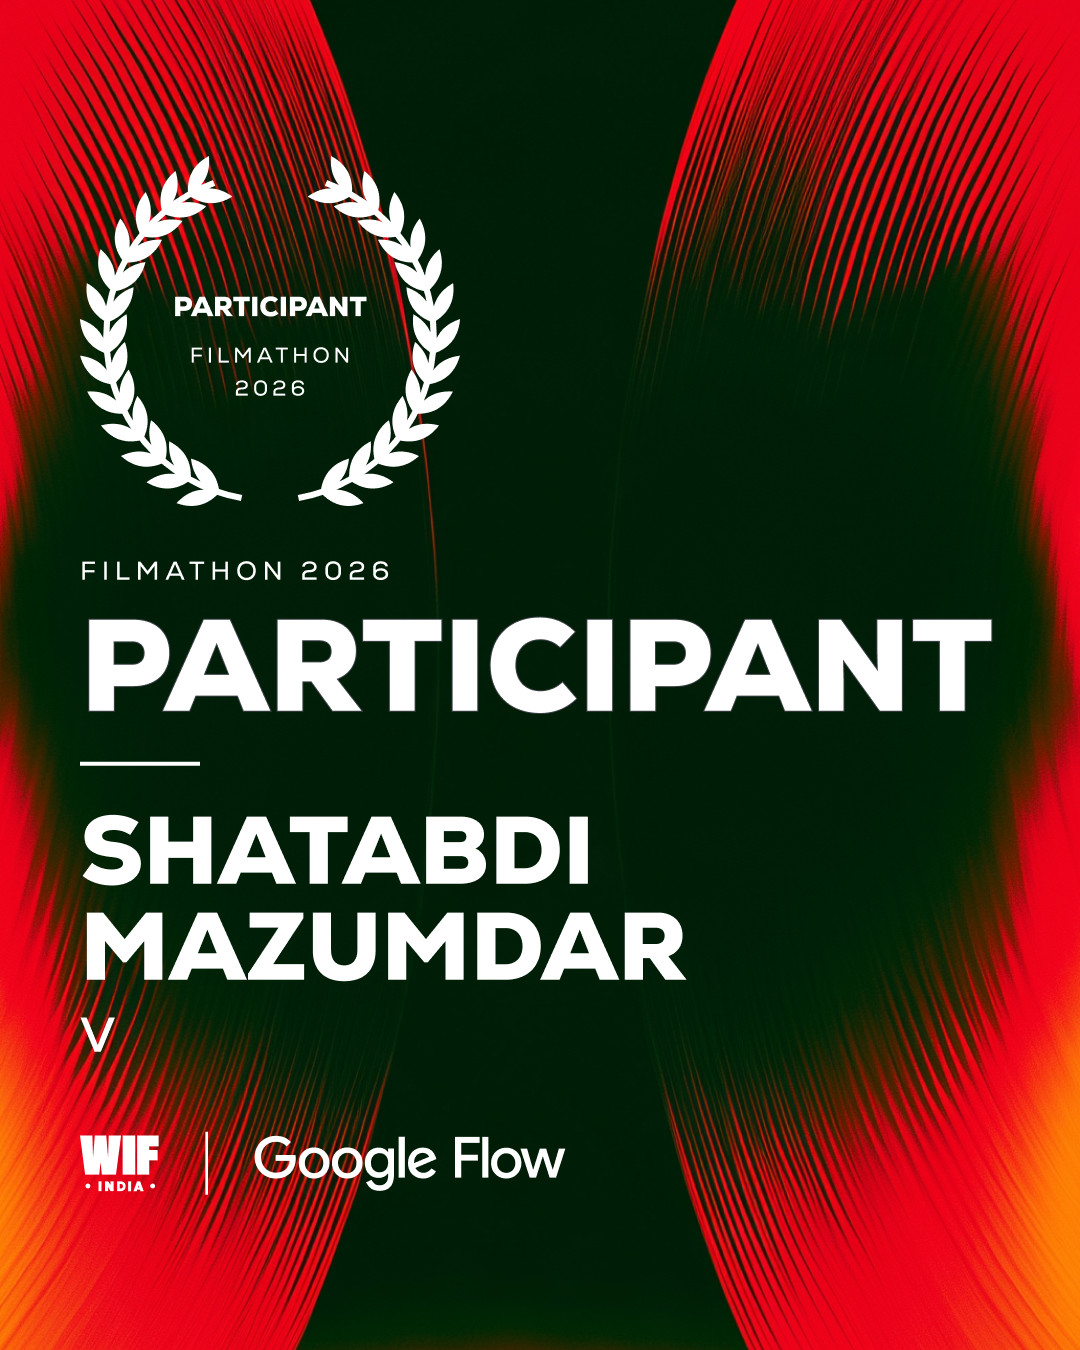 PARTICIPANT
FILMATHON
2026
FILMATHON 2026
PARTICIPANT
SHATABDI
MAZUMDAR
V
WIF
• INDIA •
Google Flow